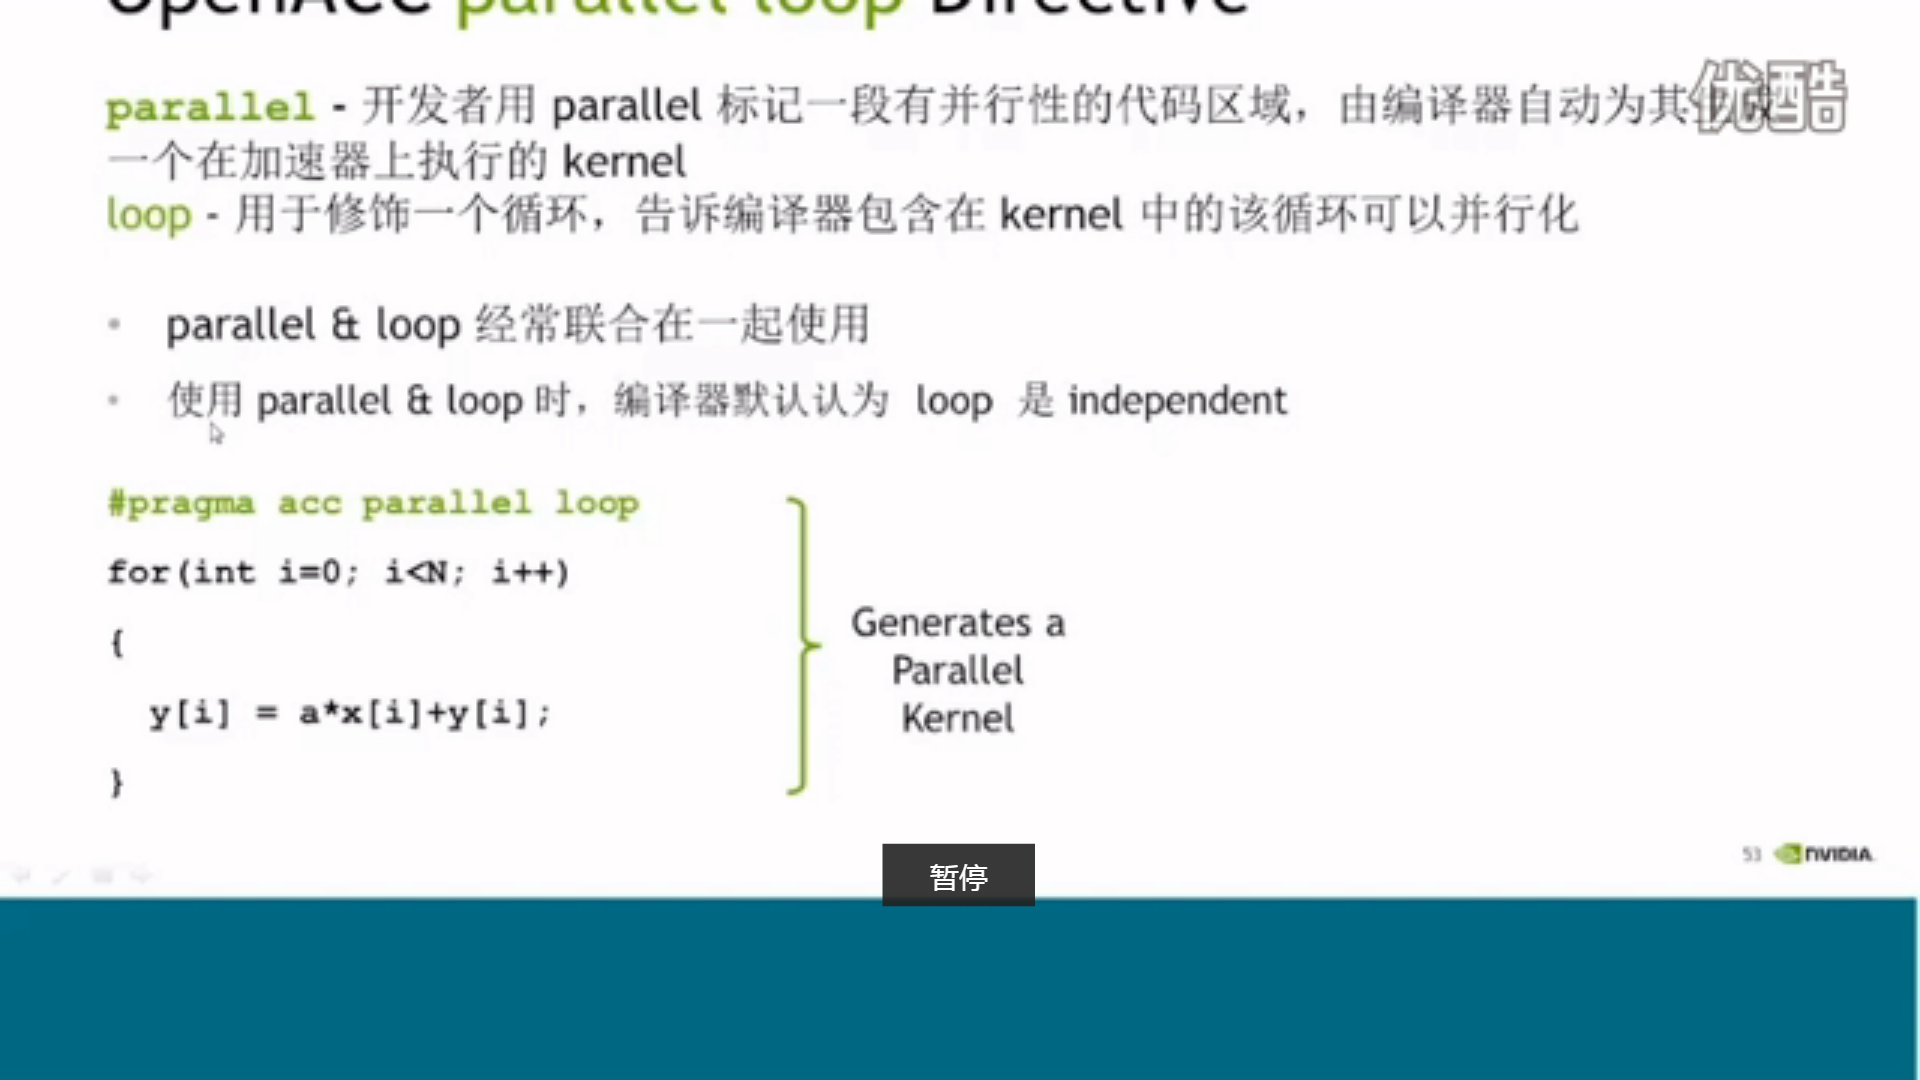 OpenACC parallel loop Directive
优酷
parallel - 开发者用 parallel 标记一段有并行性的代码区域，由编译器自动为其生成
一个在加速器上执行的 kernel
loop - 用于修饰一个循环，告诉编译器包含在 kernel 中的该循环可以并行化
• parallel & loop 经常联合在一起使用
• 使用 parallel & loop 时，编译器默认认为 loop 是 independent
#pragma acc parallel loop
for(int i=0; i<N; i++)
{
y[i] = a*x[i]+y[i];
}
Generates a
Parallel
Kernel
53 NVIDIA
暂停